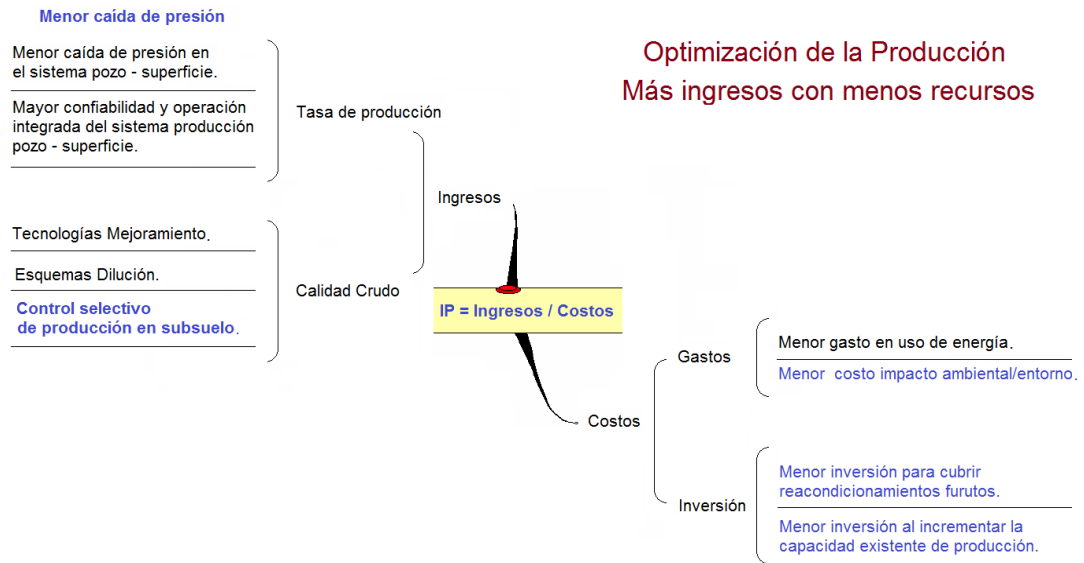 Menor caída de presión
Menor caída de presión en
el sistema pozo - superficie.
Mayor confiabilidad y operación
integrada del sistema producción
pozo - superficie.
Tasa de producción
Optimización de la Producción
Más ingresos con menos recursos
Ingresos
Tecnologías Mejoramiento.
Esquemas Dilución.
Control selectivo
de producción en subsuelo.
Calidad Crudo
IP = Ingresos / Costos
Gastos
Menor gasto en uso de energía.
Menor costo impacto ambiental/entorno.
Costos
Inversión
Menor inversión para cubrir
reacondicionamientos furutos.
Menor inversión al incrementar la
capacidad existente de producción.